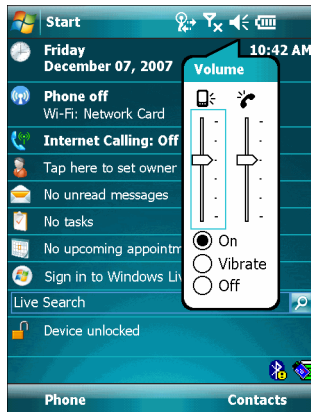 Start
Friday
10:42 AM
December 07, 2007
Volume
Phone off
Wi-Fi: Network Card
Internet Calling: Off
Tap here to set owner
No unread messages
No tasks
On
No upcoming appointm
Vibrate
Sign in to Windows Liv
Off
Live Search
Device unlocked
Phone
Contacts